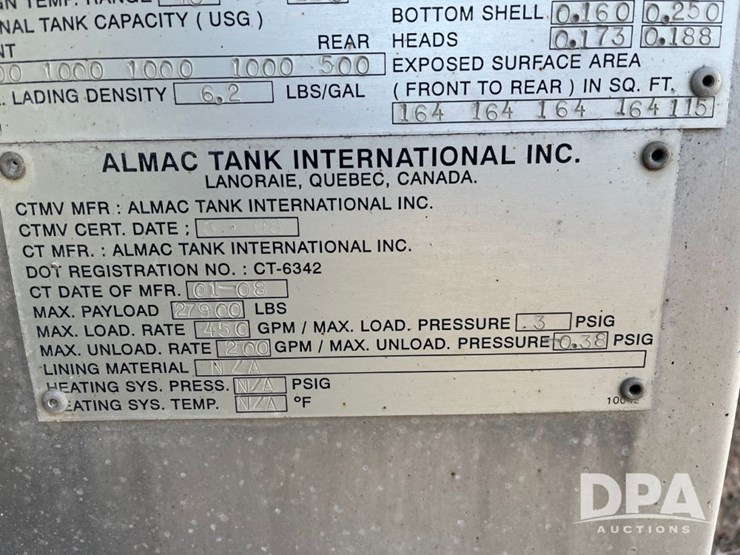 TEMP. RANGE
NAL TANK CAPACITY ( USG )
NT REAR
00 1000 1000 1000 500
LADING DENSITY 6.2 LBS/GAL
BOTTOM SHELL 0.160 0.250
HEADS 0.173 0.188
EXPOSED SURFACE AREA
( FRONT TO REAR ) IN SQ. FT.
164 164 164 164 115
ALMAC TANK INTERNATIONAL INC.
LANORAIE, QUEBEC, CANADA.
CTMV MFR : ALMAC TANK INTERNATIONAL INC.
CTMV CERT. DATE :
CT MFR. : ALMAC TANK INTERNATIONAL INC.
DOT REGISTRATION NO. : CT-6342
CT DATE OF MFR. 01-08
MAX. PAYLOAD 27900 LBS
MAX. LOAD. RATE 450 GPM / MAX. LOAD. PRESSURE .3 PSIG
MAX. UNLOAD. RATE 200 GPM / MAX. UNLOAD. PRESSURE 0.38 PSIG
LINING MATERIAL N/A
HEATING SYS. PRESS. N/A PSIG
EATING SYS. TEMP. N/A °F
DPA
AUCTIONS